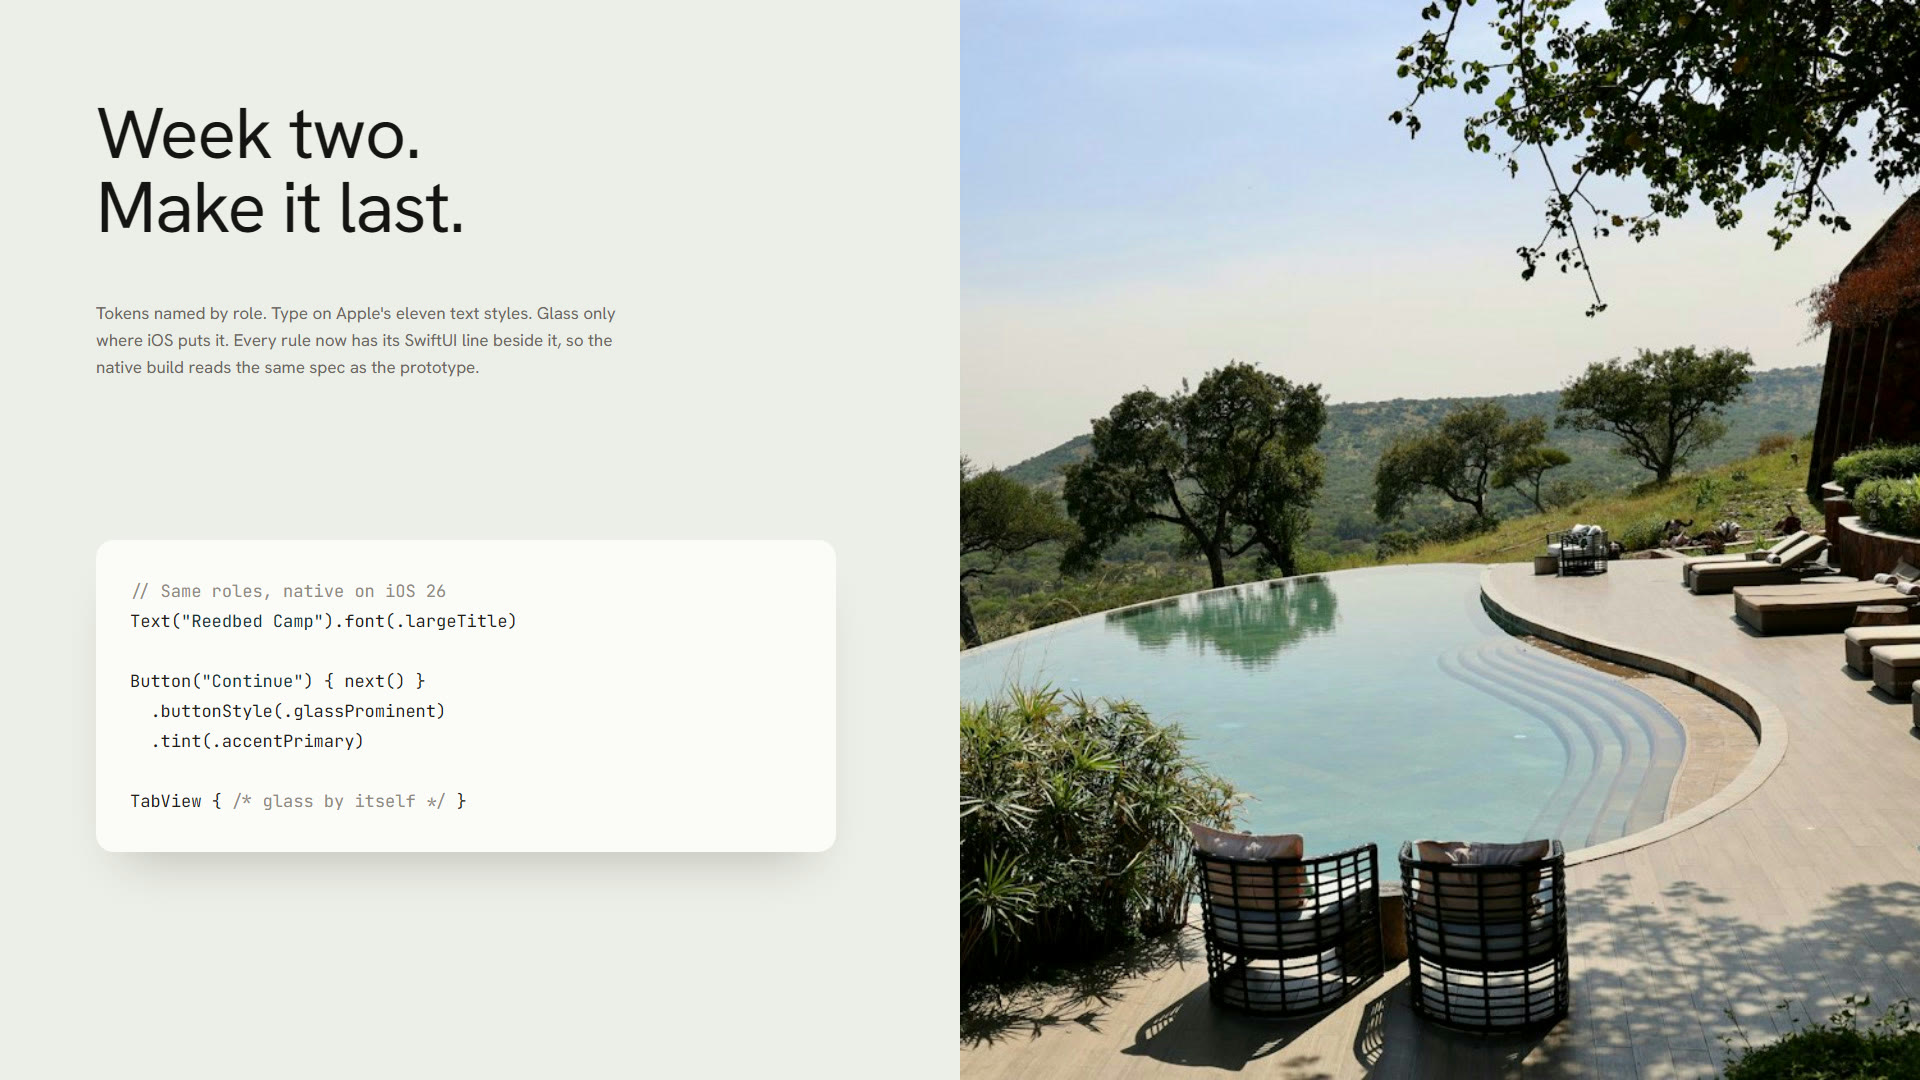 Week two.
Make it last.
Tokens named by role. Type on Apple's eleven text styles. Glass only
where iOS puts it. Every rule now has its SwiftUI line beside it, so the
native build reads the same spec as the prototype.
// Same roles, native on iOS 26
Text("Reedbed Camp").font(.largeTitle)
Button("Continue") { next() }
  .buttonStyle(.glassProminent)
  .tint(.accentPrimary)
TabView { /* glass by itself */ }